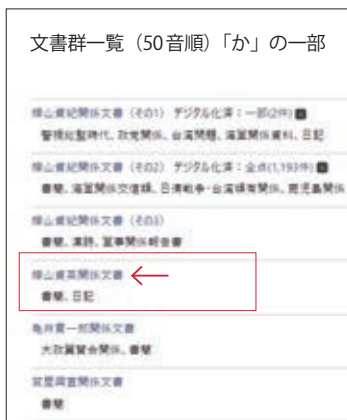 文書群一覧（50音順）「か」の一部
樺山資紀関係文書（その1） デジタル化済：一部(2件)
警視総監時代、政党関係、台湾問題、海軍関係資料、日記
樺山資紀関係文書（その2） デジタル化済：全点(1,193件)
書簡、海軍関係交信類、日清戦争・台湾領有関係、鹿児島関係
樺山資紀関係文書（その3）
書簡、漢詩、軍事関係報告書
樺山資英関係文書
書簡、日記
亀井貫一郎関係文書
大政翼賛会関係、書簡
関係文書
書簡